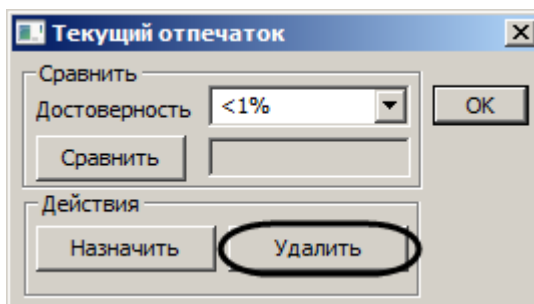 Текущий отпечаток
Сравнить
Достоверность <1% OK
Сравнить
Действия
Назначить Удалить